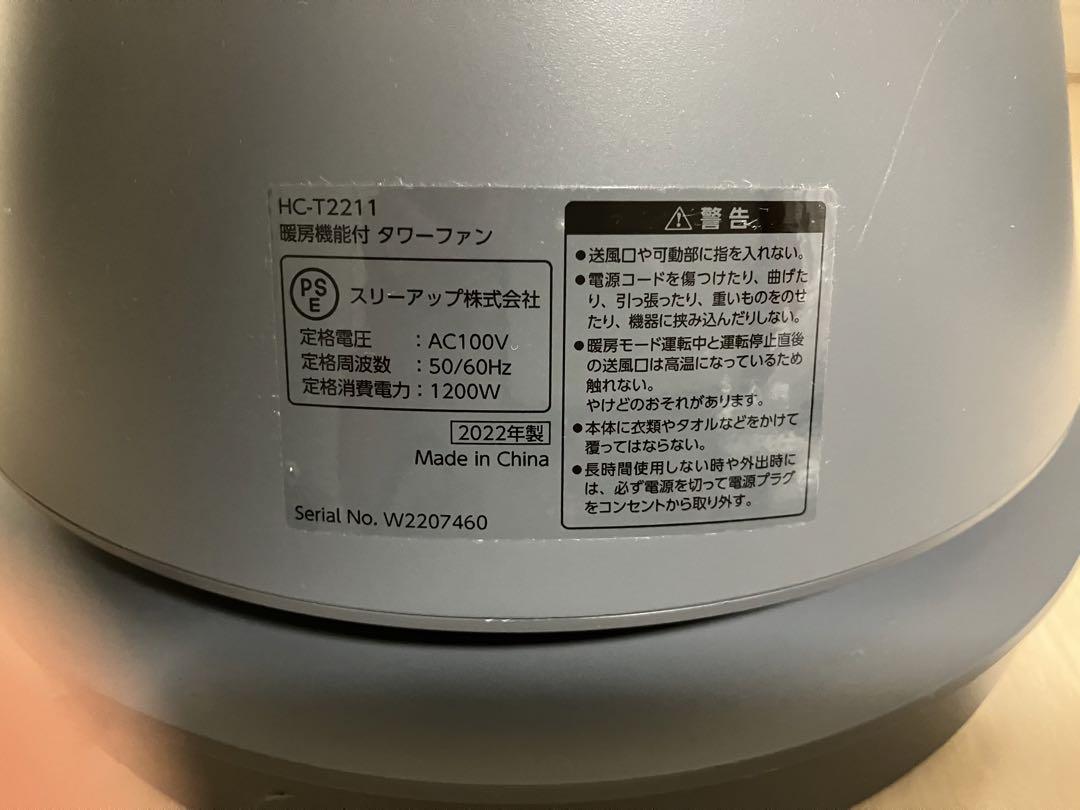 HC-T2211
暖房機能付 タワーファン
PS
E
スリーアップ株式会社
定格電圧 : AC100V
定格周波数 : 50/60Hz
定格消費電力 : 1200W
2022年製
Made in China
Serial No. W2207460
⚠警告
●送風口や可動部に指を入れない。
●電源コードを傷つけたり、曲げた
り、引っ張ったり、重いものをのせ
たり、機器に挟み込んだりしない。
●暖房モード運転中と運転停止直後
の送風口は高温になっているため
触れない。
やけどのおそれがあります。
●本体に衣類やタオルなどをかけて
覆ってはならない。
●長時間使用しない時や外出時に
は、必ず電源を切って電源プラグ
をコンセントから取り外す。